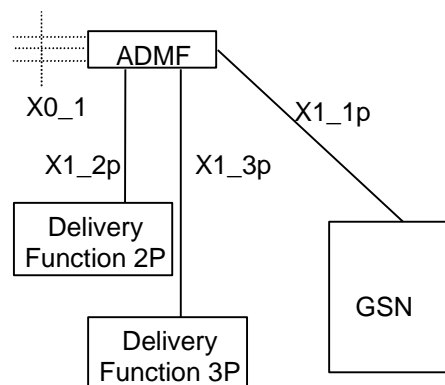 ADMF
X0_1
X1_1p
X1_2p
X1_3p
Delivery
Function 2P
GSN
Delivery
Function 3P